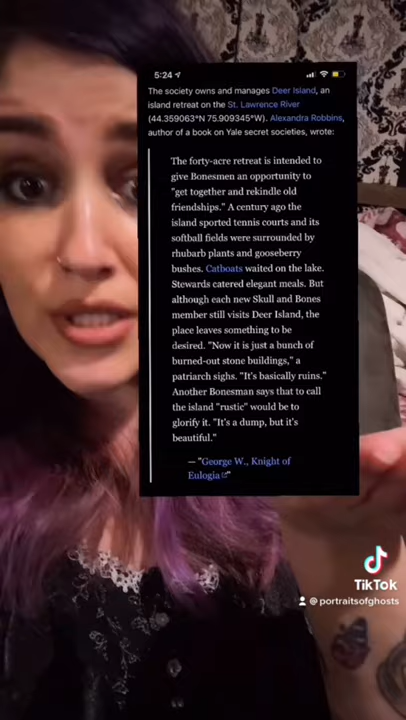 5:24
The society owns and manages Deer Island, an
island retreat on the St. Lawrence River
(44.359063°N 75.909345°W). Alexandra Robbins,
author of a book on Yale secret societies, wrote:
The forty-acre retreat is intended to
give Bonesmen an opportunity to
"get together and rekindle old
friendships." A century ago the
island sported tennis courts and its
softball fields were surrounded by
rhubarb plants and gooseberry
bushes. Catboats waited on the lake.
Stewards catered elegant meals. But
although each new Skull and Bones
member still visits Deer Island, the
place leaves something to be
desired. "Now it is just a bunch of
burned-out stone buildings," a
patriarch sighs. "It's basically ruins."
Another Bonesman says that to call
the island "rustic" would be to
glorify it. "It's a dump, but it's
beautiful."
— "George W., Knight of
Eulogia"
TikTok
@portraitsofghosts